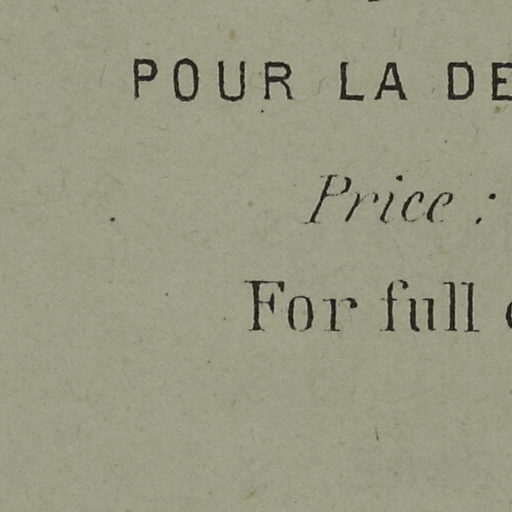 POUR LA DE
Price :
For full